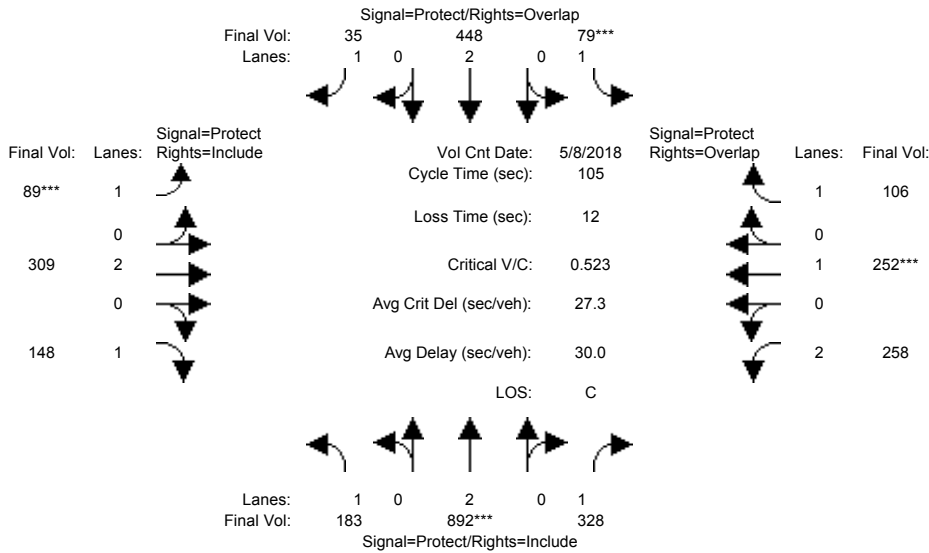 Signal=Protect/Rights=Overlap
Final Vol: 35 448 79***
Lanes: 1 0 2 0 1
Signal=Protect
Final Vol: Lanes: Rights=Include
Vol Cnt Date: 5/8/2018
Signal=Protect
Rights=Overlap Lanes: Final Vol:
Cycle Time (sec): 105
89*** 1
1 106
Loss Time (sec): 12
0
0
309 2
Critical V/C: 0.523
1 252***
0
Avg Crit Del (sec/veh): 27.3
0
148 1
Avg Delay (sec/veh): 30.0
2 258
LOS: C
Lanes: 1 0 2 0 1
Final Vol: 183 892*** 328
Signal=Protect/Rights=Include